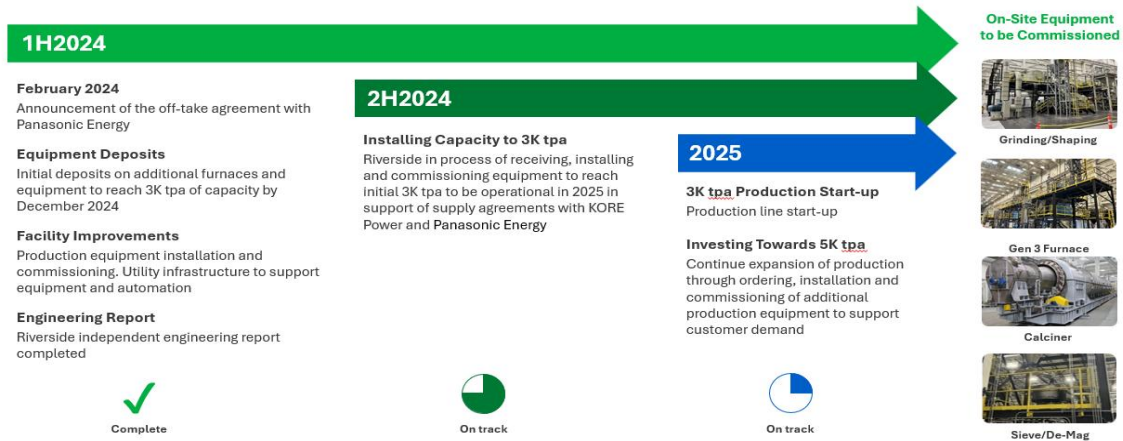 1H2024
February 2024
Announcement of the off-take agreement with
Panasonic Energy
Equipment Deposits
Initial deposits on additional furnaces and
equipment to reach 3K tpa of capacity by
December 2024
Facility Improvements
Production equipment installation and
commissioning. Utility infrastructure to support
equipment and automation
Engineering Report
Riverside independent engineering report
completed
Complete
2H2024
Installing Capacity to 3K tpa
Riverside in process of receiving, installing
and commissioning equipment to reach
initial 3K tpa to be operational in 2025 in
support of supply agreements with KORE
Power and Panasonic Energy
On track
2025
3K tpa Production Start-up
Production line start-up
Investing Towards 5K tpa
Continue expansion of production
through ordering, installation and
commissioning of additional
production equipment to support
customer demand
On track
On-Site Equipment
to be Commissioned
Grinding/Shaping
Gen 3 Furnace
Calciner
Sieve/De-Mag